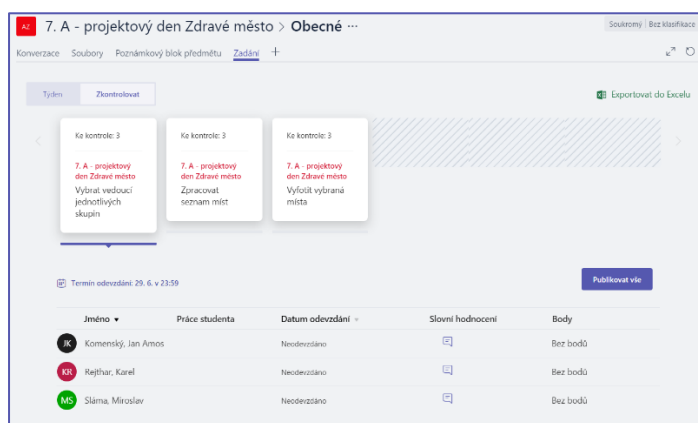 AZ 7. A - projektový den Zdravé město > Obecné ···
Soukromý Bez klasifikace
Konverzace Soubory Poznámkový blok předmětu Zadání +
Týden Zkontrolovat
Exportovat do Excelu
Ke kontrole: 3
7. A - projektový
den Zdravé město
Vybrat vedoucí
jednotlivých
skupin
Ke kontrole: 3
7. A - projektový
den Zdravé město
Zpracovat
seznam míst
Ke kontrole: 3
7. A - projektový
den Zdravé město
Vyfotit vybraná
místa
Termín odevzdání: 29. 6. v 23:59
Publikovat vše
Jméno Práce studenta Datum odevzdání Slovní hodnocení Body
JK Komenský, Jan Amos Neodevzdáno Bez bodů
KR Rejthar, Karel Neodevzdáno Bez bodů
MS Sláma, Miroslav Neodevzdáno Bez bodů